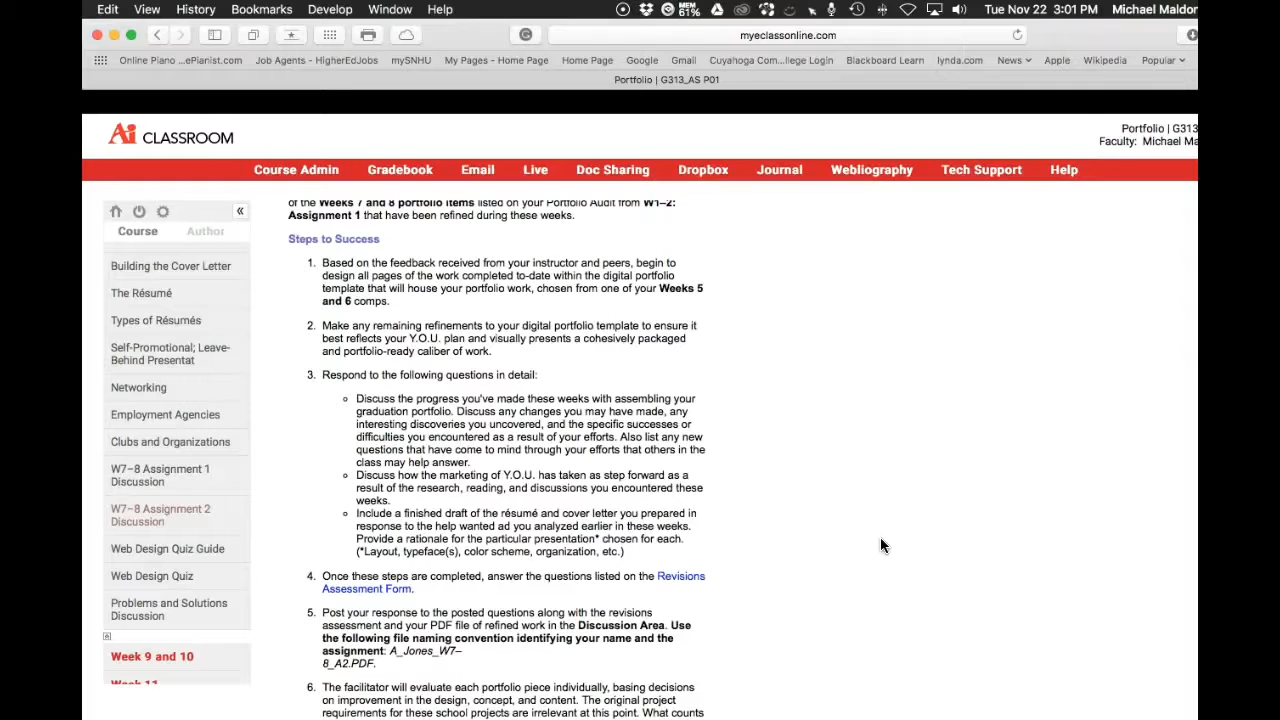 Edit View History Bookmarks Develop Window Help MEM 61% Tue Nov 22 3:01 PM Michael Maldon
myeclassonline.com
Online Piano ...ePianist.com Job Agents - HigherEdJobs mySNHU My Pages - Home Page Home Page Google Gmail Cuyahoga Com...llege Login Blackboard Learn lynda.com News Apple Wikipedia Popular
Portfolio | G313_AS P01
Ai CLASSROOM
Portfolio | G313
Faculty: Michael Ma
Course Admin Gradebook Email Live Doc Sharing Dropbox Journal Webliography Tech Support Help
«
Course Author
Building the Cover Letter
The Résumé
Types of Résumés
Self-Promotional; Leave-
Behind Presentat
Networking
Employment Agencies
Clubs and Organizations
W7–8 Assignment 1
Discussion
W7–8 Assignment 2
Discussion
Web Design Quiz Guide
Web Design Quiz
Problems and Solutions
Discussion
Week 9 and 10
Week 11
of the Weeks 7 and 8 portfolio items listed on your Portfolio Audit from W1–2:
Assignment 1 that have been refined during these weeks.
Steps to Success
1. Based on the feedback received from your instructor and peers, begin to
design all pages of the work completed to-date within the digital portfolio
template that will house your portfolio work, chosen from one of your Weeks 5
and 6 comps.
2. Make any remaining refinements to your digital portfolio template to ensure it
best reflects your Y.O.U. plan and visually presents a cohesively packaged
and portfolio-ready caliber of work.
3. Respond to the following questions in detail:
Discuss the progress you've made these weeks with assembling your
graduation portfolio. Discuss any changes you may have made, any
interesting discoveries you uncovered, and the specific successes or
difficulties you encountered as a result of your efforts. Also list any new
questions that have come to mind through your efforts that others in the
class may help answer.
Discuss how the marketing of Y.O.U. has taken as step forward as a
result of the research, reading, and discussions you encountered these
weeks.
Include a finished draft of the résumé and cover letter you prepared in
response to the help wanted ad you analyzed earlier in these weeks.
Provide a rationale for the particular presentation* chosen for each.
(*Layout, typeface(s), color scheme, organization, etc.)
4. Once these steps are completed, answer the questions listed on the Revisions
Assessment Form.
5. Post your response to the posted questions along with the revisions
assessment and your PDF file of refined work in the Discussion Area. Use
the following file naming convention identifying your name and the
assignment: A_Jones_W7–
8_A2.PDF.
6. The facilitator will evaluate each portfolio piece individually, basing decisions
on improvement in the design, concept, and content. The original project
requirements for these school projects are irrelevant at this point. What counts